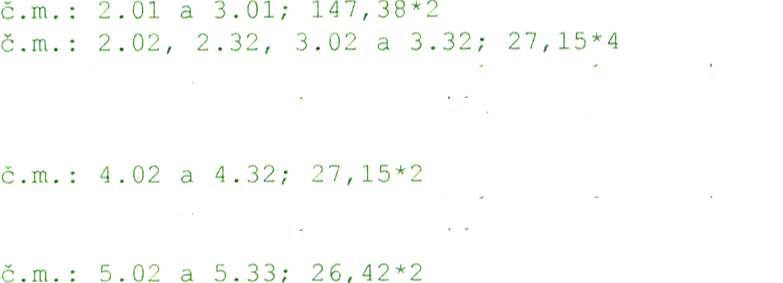 č.m.: 2.01 a 3.01; 147,38*2
č.m.: 2.02, 2.32, 3.02 a 3.32; 27,15*4
č.m.: 4.02 a 4.32; 27,15*2
č.m.: 5.02 a 5.33; 26,42*2